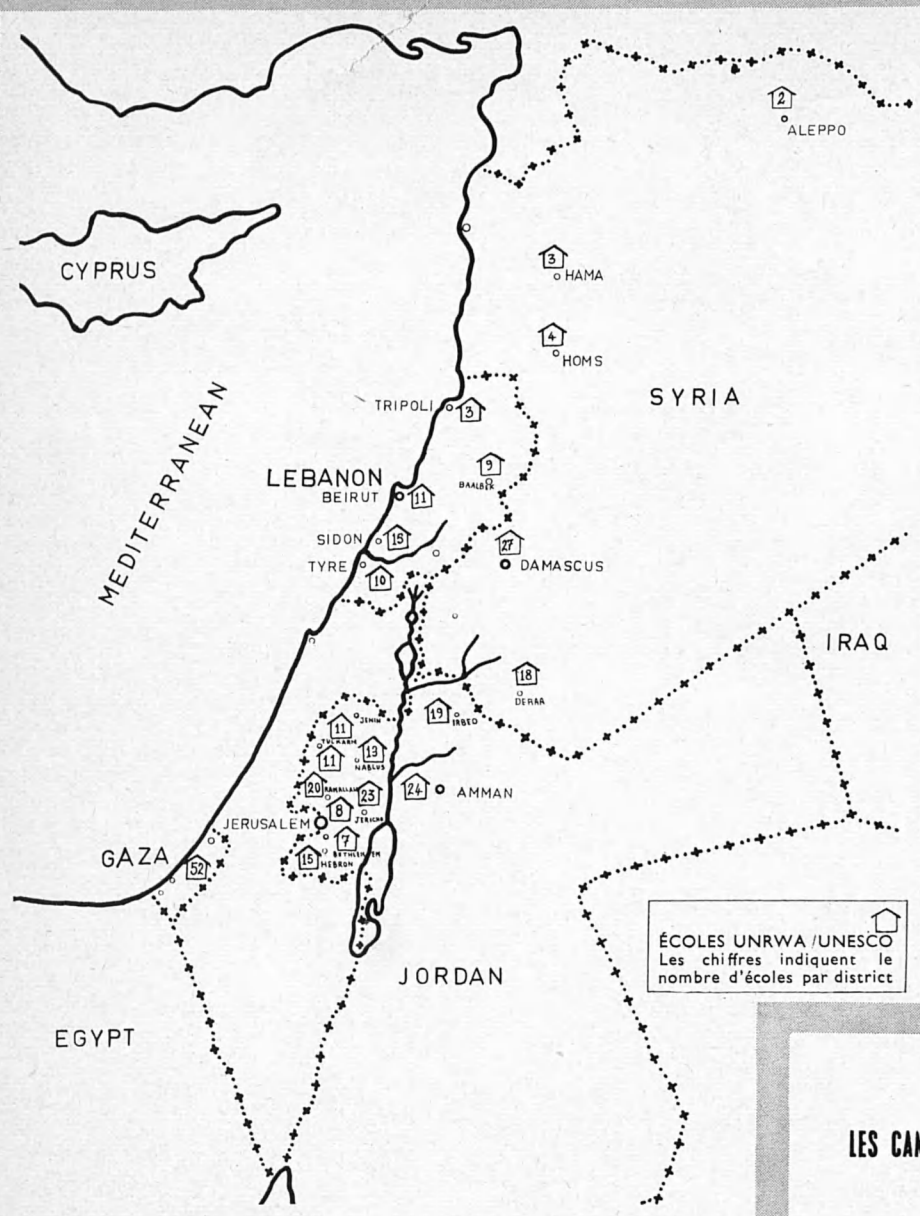 2
ALEPPO
CYPRUS
3
HAMA
4
HOMS
SYRIA
TRIPOLI
3
MEDITERRANEAN
LEBANON
9
BAALBEK
BEIRUT
11
SIDON
15
27
DAMASCUS
TYRE
10
IRAQ
18
DERAA
19
IRBED
11
JENIN
TULKARM
11
13
NABLUS
20
RAMALLAH
23
JERICHO
24
AMMAN
8
JERUSALEM
7
BETHLEHEM
15
HEBRON
GAZA
52
ÉCOLES UNRWA/UNESCO
Les chiffres indiquent le
nombre d'écoles par district
JORDAN
EGYPT
LES CAN